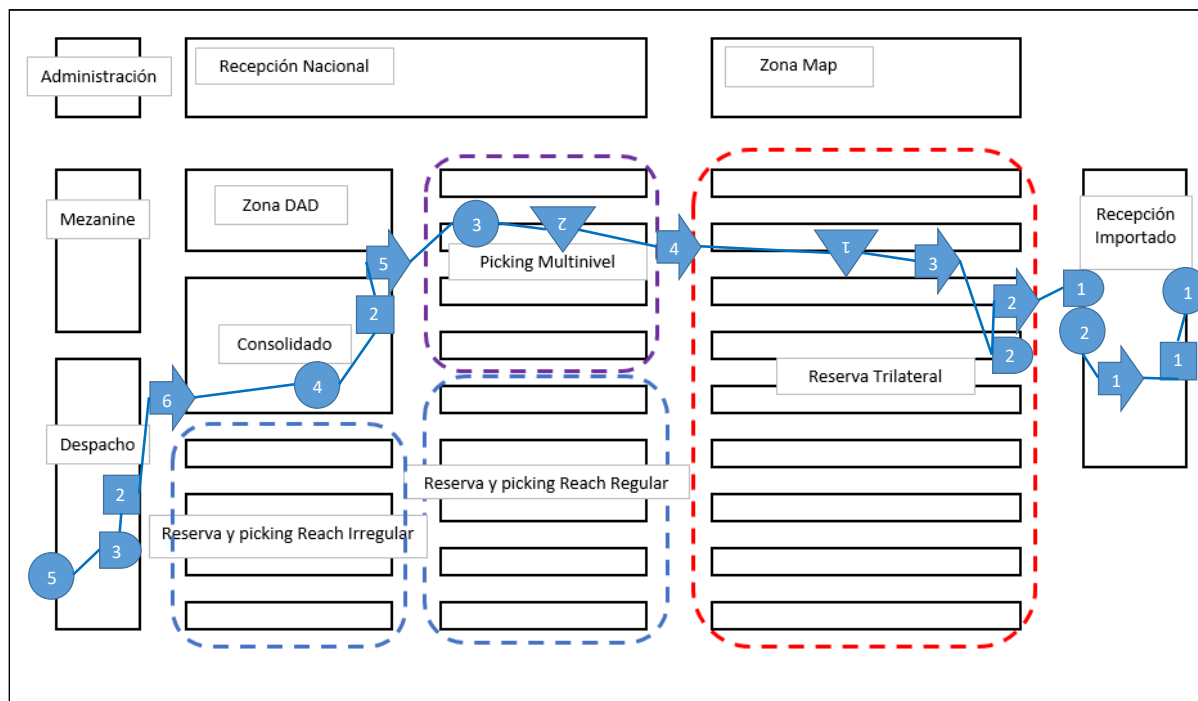 Administración
Recepción Nacional
Zona Map
Mezanine
Zona DAD
Recepción
Importado
3
2
Picking Multinivel
4
1
3
5
2
1
1
2
2
Consolidado
2
Reserva Trilateral
1
1
6
4
Despacho
Reserva y picking Reach Regular
2
Reserva y picking Reach Irregular
3
5